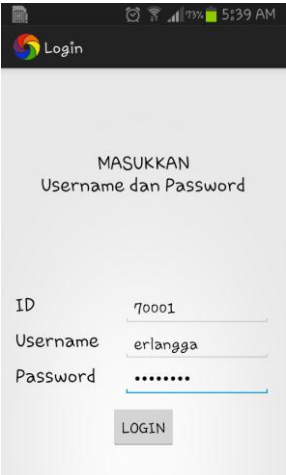 73% 5:39 AM
Login
MASUKKAN
Username dan Password
ID 70001
Username erlangga
Password ••••••••
LOGIN